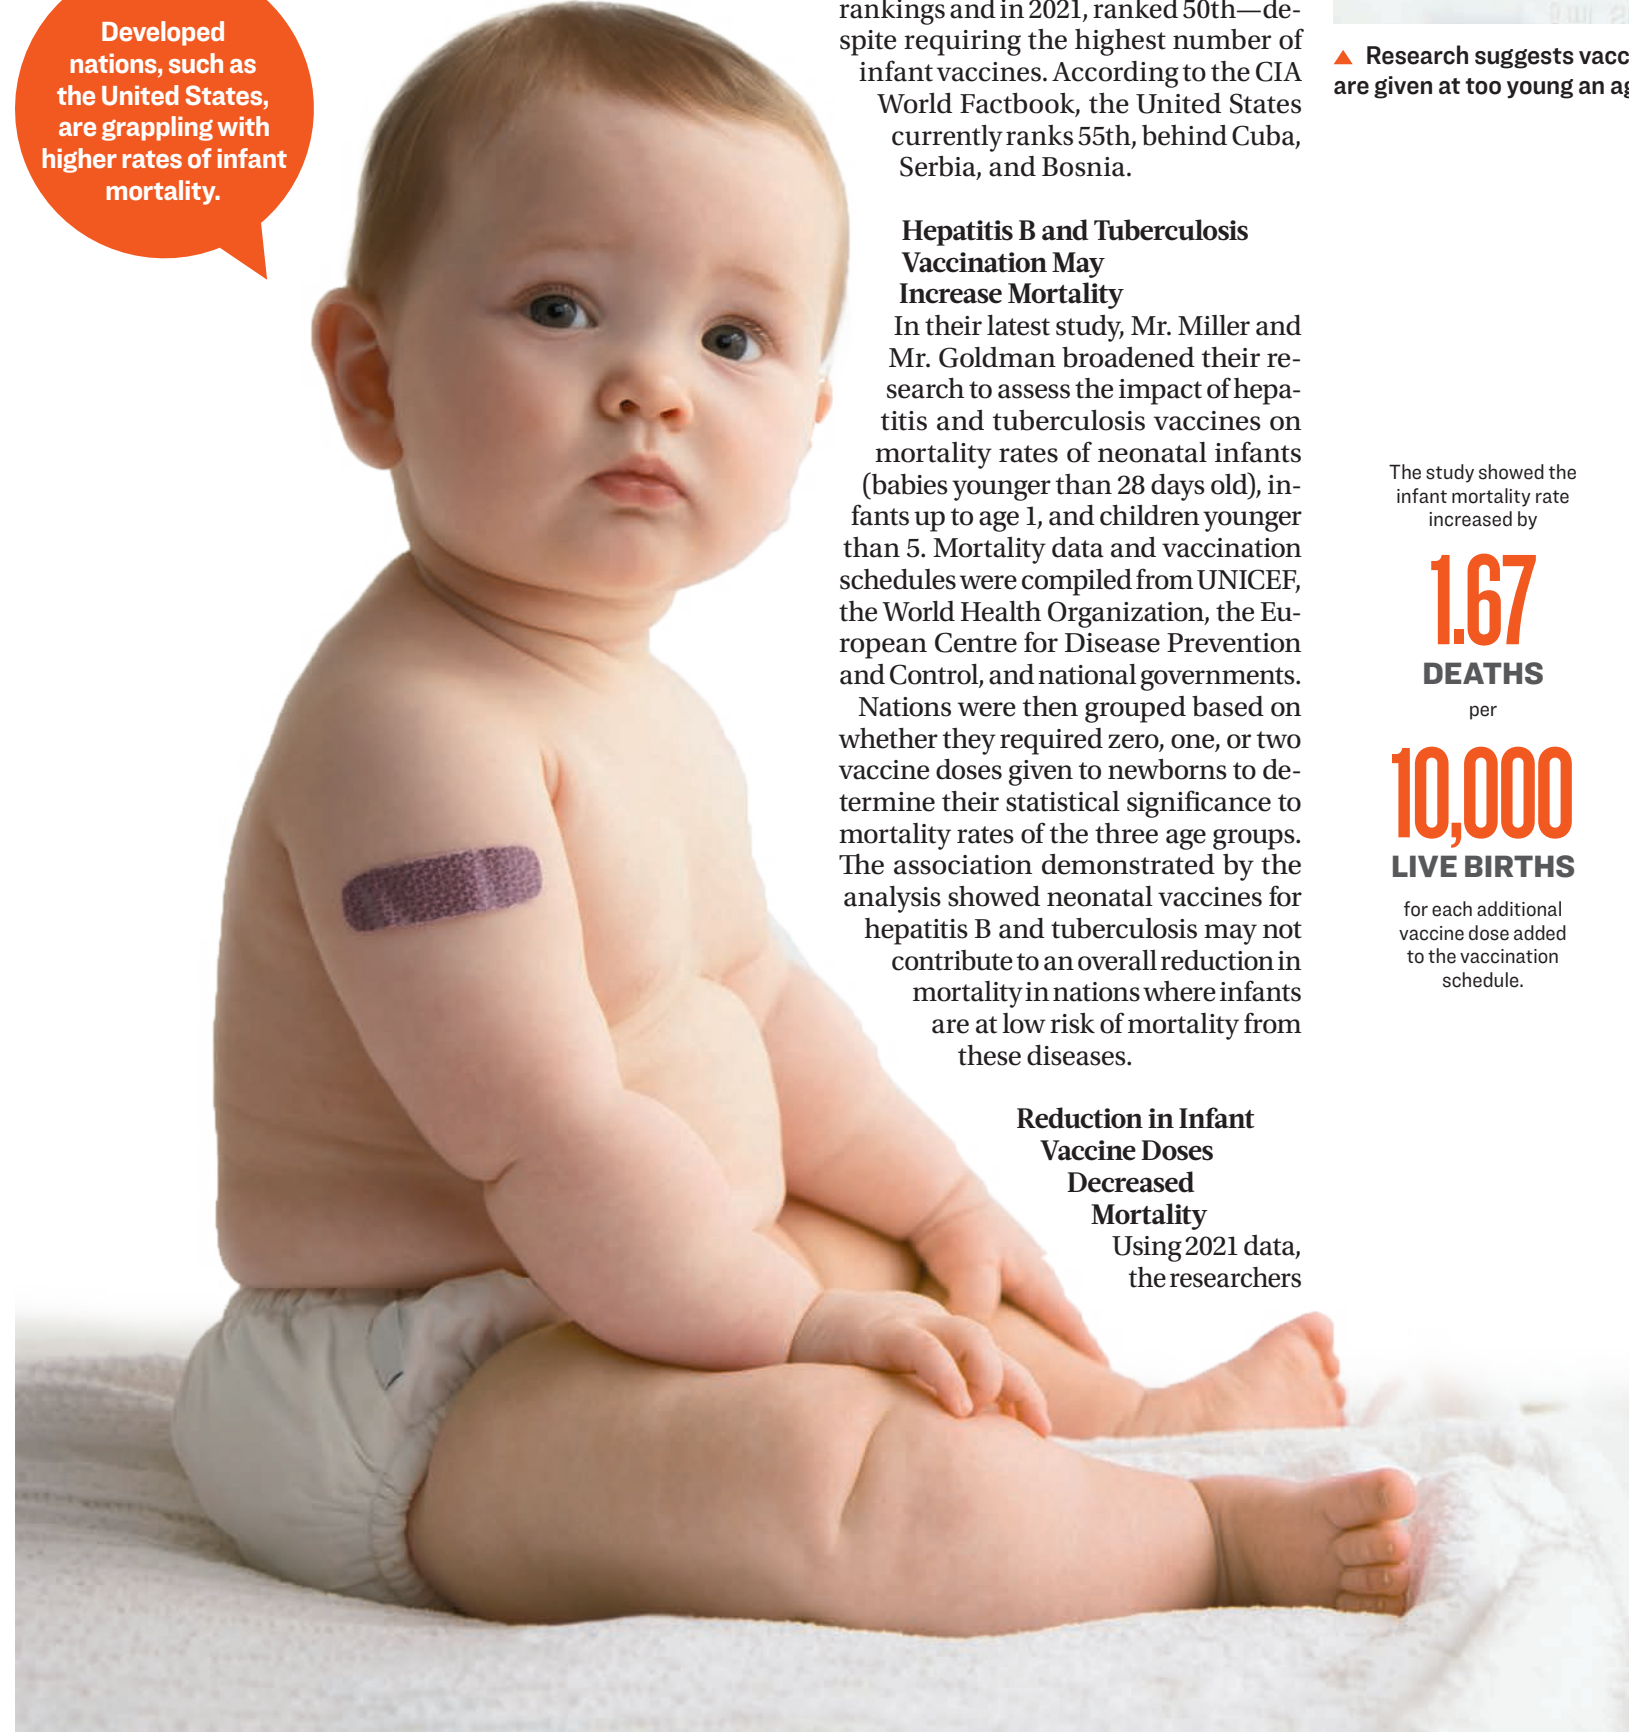 Developed
nations, such as
the United States,
are grappling with
higher rates of infant
mortality.
rankings and in 2021, ranked 50th—de-
spite requiring the highest number of
infant vaccines. According to the CIA
World Factbook, the United States
currently ranks 55th, behind Cuba,
Serbia, and Bosnia.
Hepatitis B and Tuberculosis
Vaccination May
Increase Mortality
In their latest study, Mr. Miller and
Mr. Goldman broadened their re-
search to assess the impact of hepa-
titis and tuberculosis vaccines on
mortality rates of neonatal infants
(babies younger than 28 days old), in-
fants up to age 1, and children younger
than 5. Mortality data and vaccination
schedules were compiled from UNICEF,
the World Health Organization, the Eu-
ropean Centre for Disease Prevention
and Control, and national governments.
Nations were then grouped based on
whether they required zero, one, or two
vaccine doses given to newborns to de-
termine their statistical significance to
mortality rates of the three age groups.
The association demonstrated by the
analysis showed neonatal vaccines for
hepatitis B and tuberculosis may not
contribute to an overall reduction in
mortality in nations where infants
are at low risk of mortality from
these diseases.
Reduction in Infant
Vaccine Doses
Decreased
Mortality
Using 2021 data,
the researchers
▲ Research suggests vacc
are given at too young an ag
The study showed the
infant mortality rate
increased by
1.67
DEATHS
per
10,000
LIVE BIRTHS
for each additional
vaccine dose added
to the vaccination
schedule.